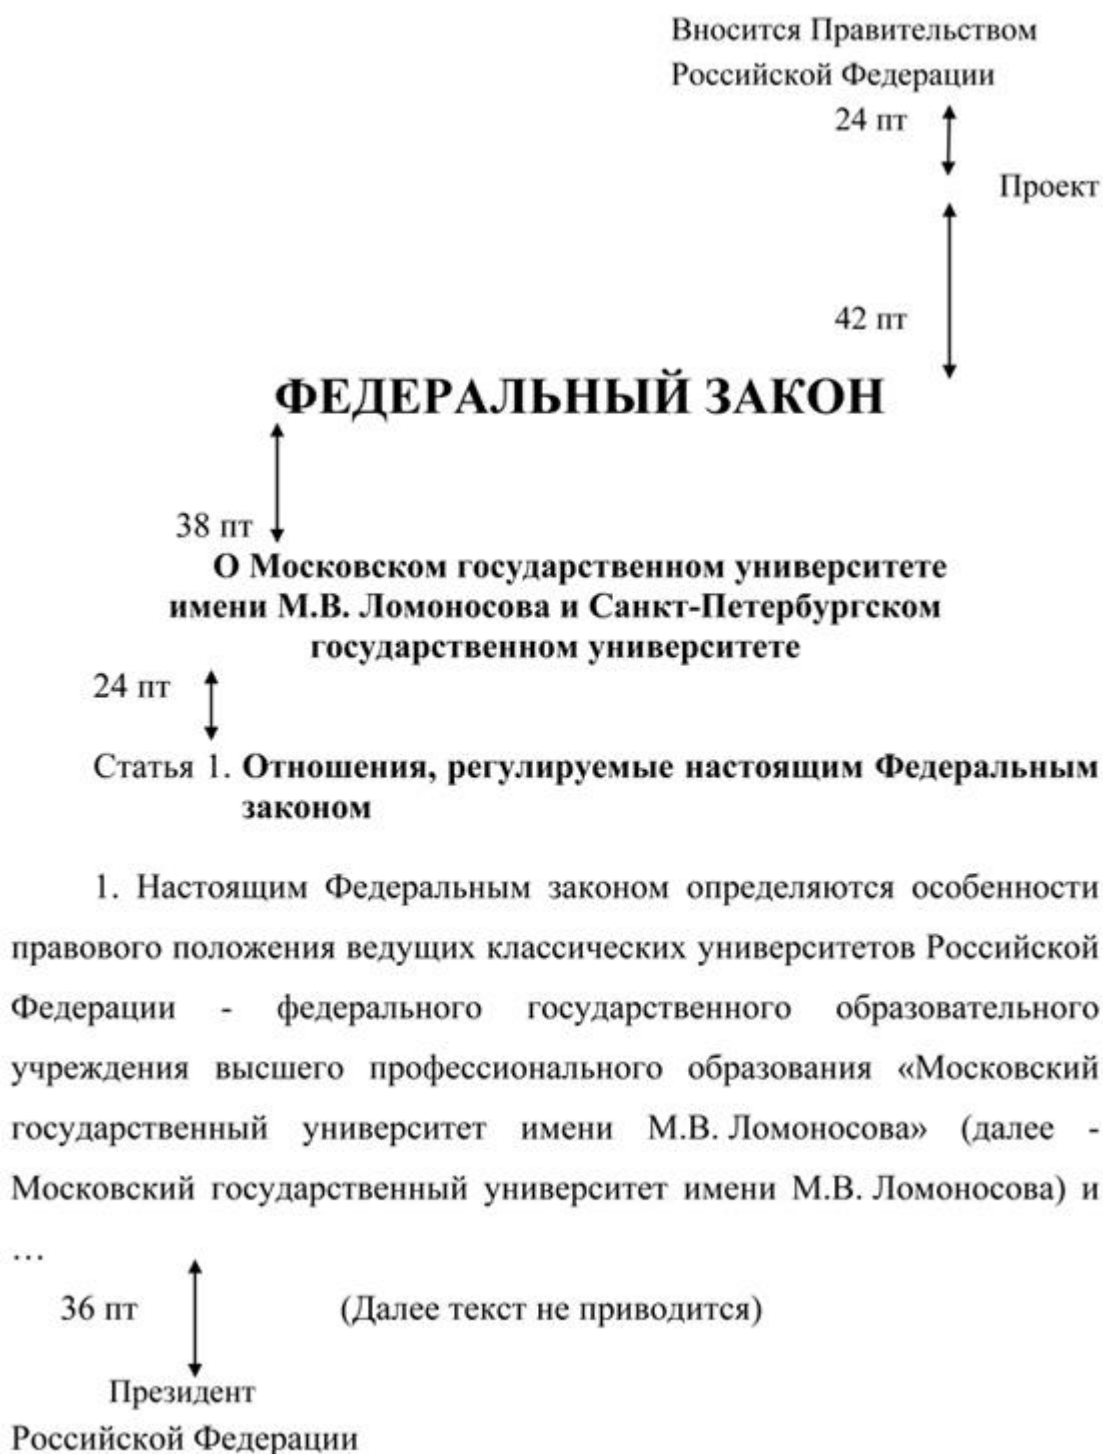 Вносится Правительством
Российской Федерации
24 пт
Проект
42 пт
ФЕДЕРАЛЬНЫЙ ЗАКОН
38 пт
О Московском государственном университете
имени М.В. Ломоносова и Санкт-Петербургском
государственном университете
24 пт
Статья 1. Отношения, регулируемые настоящим Федеральным
законом
1. Настоящим Федеральным законом определяются особенности
правового положения ведущих классических университетов Российской
Федерации - федерального государственного образовательного
учреждения высшего профессионального образования «Московский
государственный университет имени М.В. Ломоносова» (далее -
Московский государственный университет имени М.В. Ломоносова) и
…
36 пт (Далее текст не приводится)
Президент
Российской Федерации